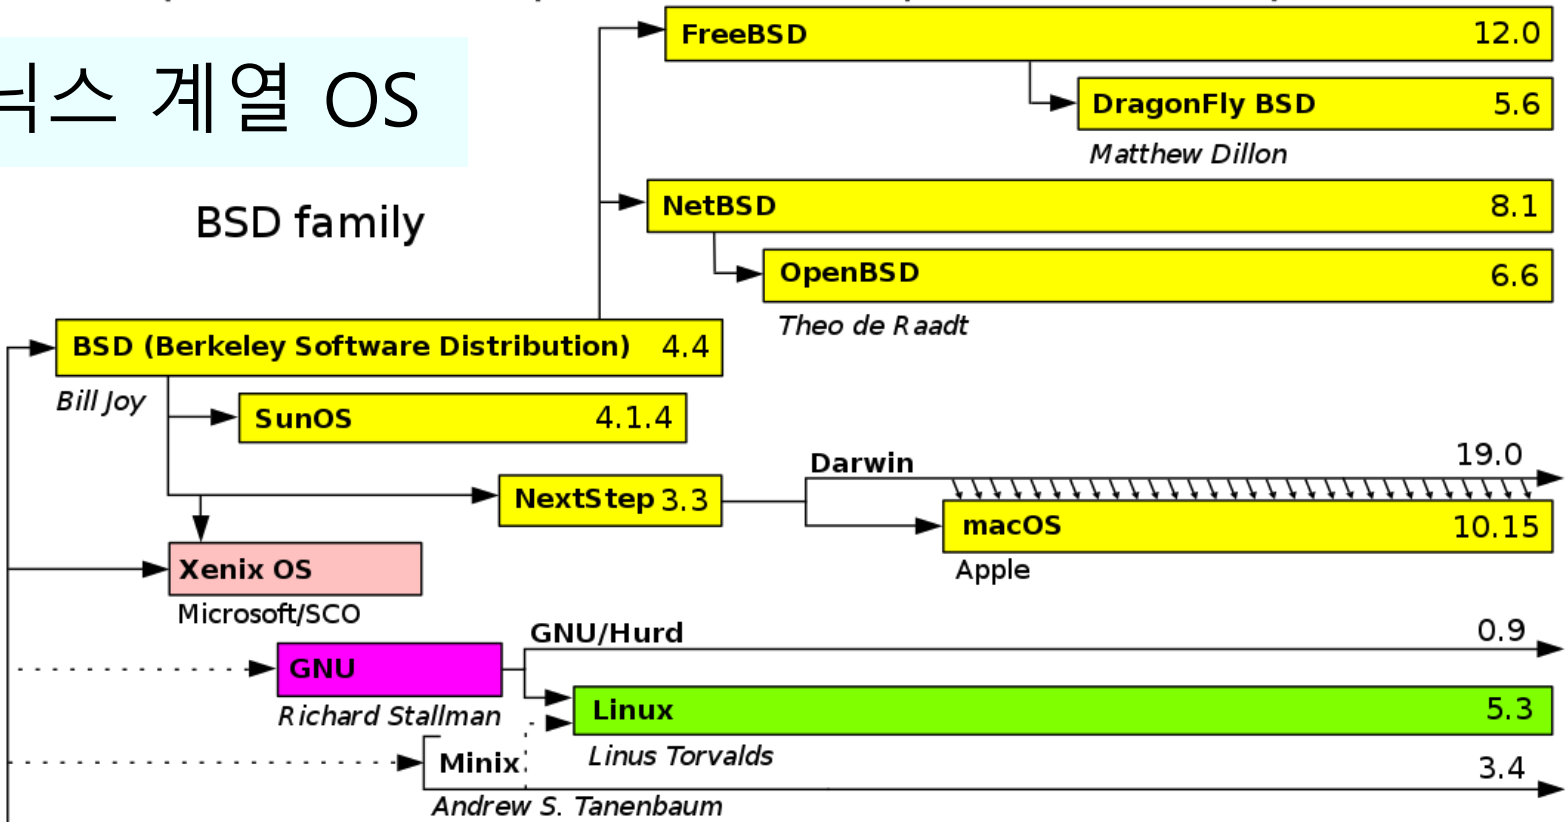 닉스 계열 OS
BSD family
FreeBSD 12.0
DragonFly BSD 5.6
Matthew Dillon
NetBSD 8.1
OpenBSD 6.6
Theo de Raadt
BSD (Berkeley Software Distribution) 4.4
Bill Joy
SunOS 4.1.4
NextStep 3.3
Darwin 19.0
macOS 10.15
Apple
Xenix OS
Microsoft/SCO
GNU/Hurd 0.9
GNU
Richard Stallman
Linux 5.3
Linus Torvalds
Minix 3.4
Andrew S. Tanenbaum